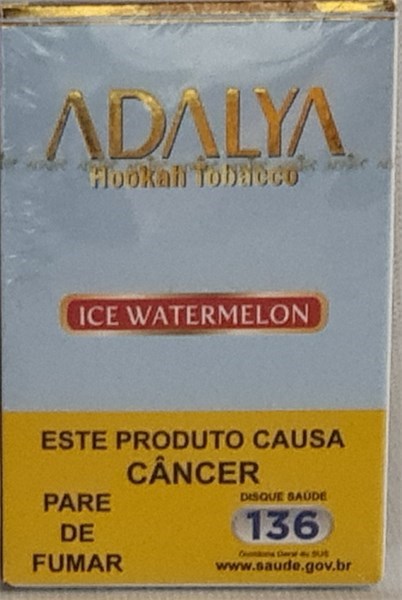 ADALYA
Hookah Tobacco
ICE WATERMELON
ESTE PRODUTO CAUSA
CÂNCER
PARE
DE
FUMAR
DISQUE SAÚDE
136
Ouvidoria Geral do SUS
www.saude.gov.br